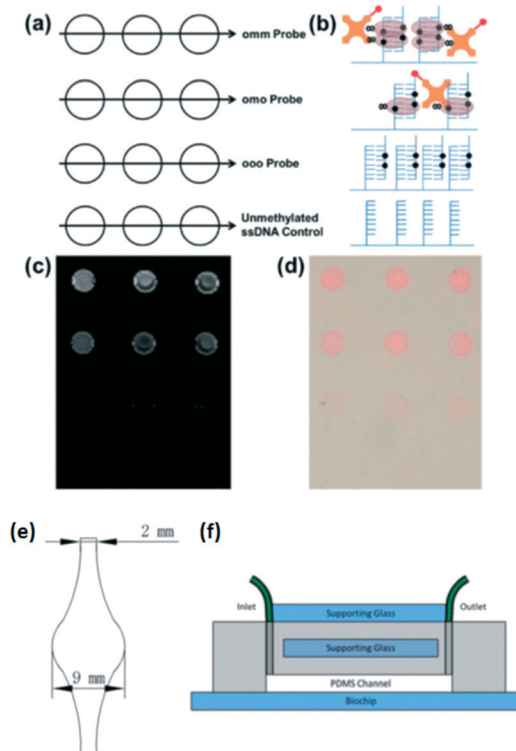 (a)
(b)
omm Probe
omo Probe
ooo Probe
Unmethylated
ssDNA Control
(c)
(d)
(e)
(f)
2 mm
9 mm
Inlet
Outlet
Supporting Glass
Supporting Glass
PDMS Channel
Biochip